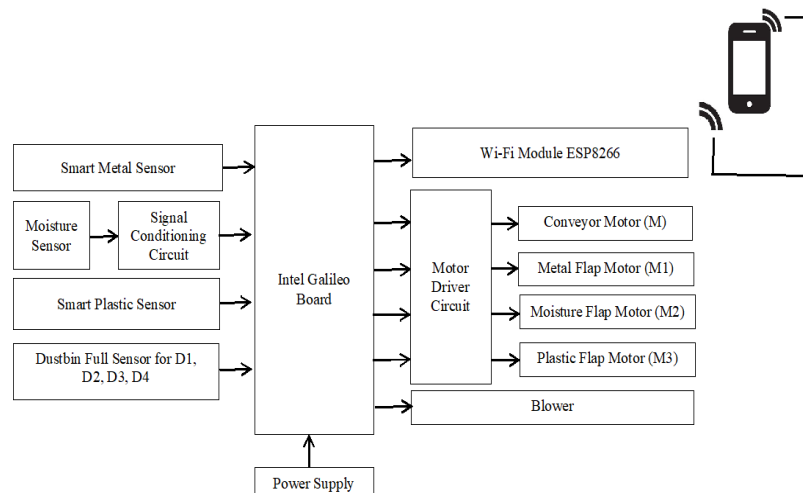 Smart Metal Sensor
Moisture
Sensor
Signal
Conditioning
Circuit
Smart Plastic Sensor
Dustbin Full Sensor for D1,
D2, D3, D4
Intel Galileo
Board
Power Supply
Wi-Fi Module ESP8266
Motor
Driver
Circuit
Conveyor Motor (M)
Metal Flap Motor (M1)
Moisture Flap Motor (M2)
Plastic Flap Motor (M3)
Blower